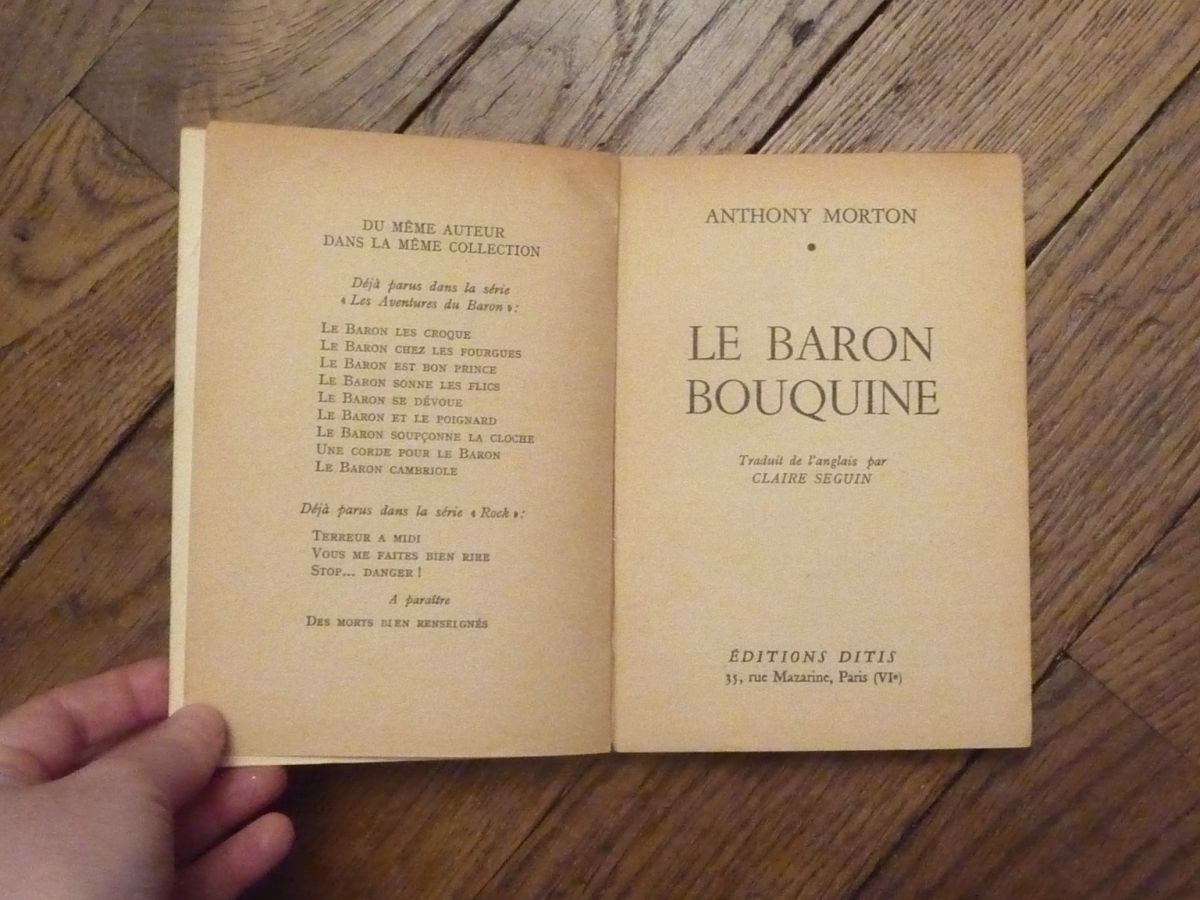 DU MÊME AUTEUR
DANS LA MÊME COLLECTION
Déjà parus dans la série
« Les Aventures du Baron » :
LE BARON LES CROQUE
LE BARON CHEZ LES FOURGUES
LE BARON EST BON PRINCE
LE BARON SONNE LES FLICS
LE BARON SE DÉVOUE
LE BARON ET LE POIGNARD
LE BARON SOUPÇONNE LA CLOCHE
UNE CORDE POUR LE BARON
LE BARON CAMBRIOLE
Déjà parus dans la série « Rock » :
TERREUR A MIDI
VOUS ME FAITES BIEN RIRE
STOP... DANGER !
A paraître
DES MORTS BIEN RENSEIGNÉS
ANTHONY MORTON
•
LE BARON
BOUQUINE
Traduit de l'anglais par
CLAIRE SEGUIN
ÉDITIONS DITIS
35, rue Mazarine, Paris (VIe)